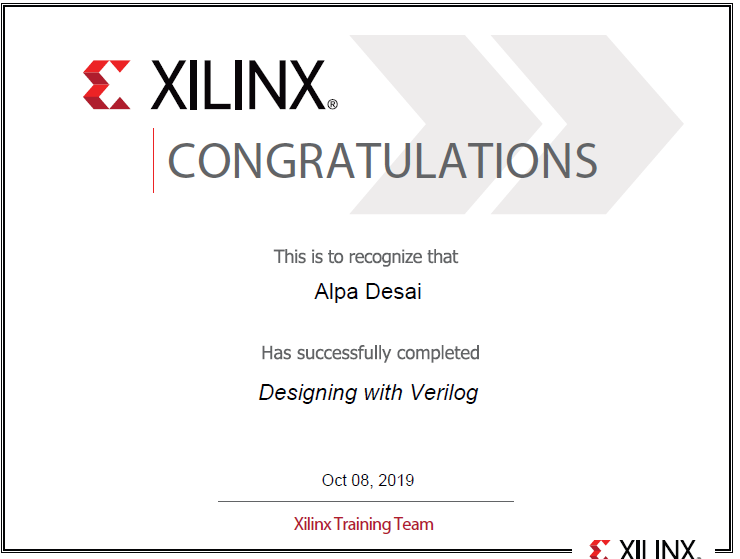 XILINX®
CONGRATULATIONS
This is to recognize that
Alpa Desai
Has successfully completed
Designing with Verilog
Oct 08, 2019
Xilinx Training Team
XILINX